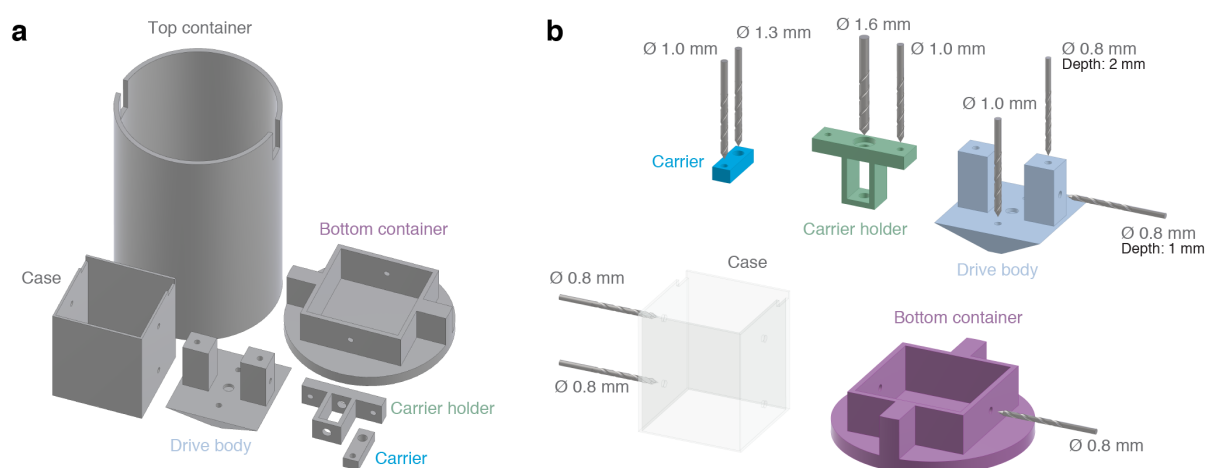 a
Top container
Bottom container
Case
Carrier holder
Drive body
Carrier
b
Ø 1.0 mm
Ø 1.3 mm
Ø 1.6 mm
Ø 1.0 mm
Ø 0.8 mm
Depth: 2 mm
Ø 1.0 mm
Carrier
Carrier holder
Ø 0.8 mm
Depth: 1 mm
Drive body
Case
Ø 0.8 mm
Ø 0.8 mm
Bottom container
Ø 0.8 mm